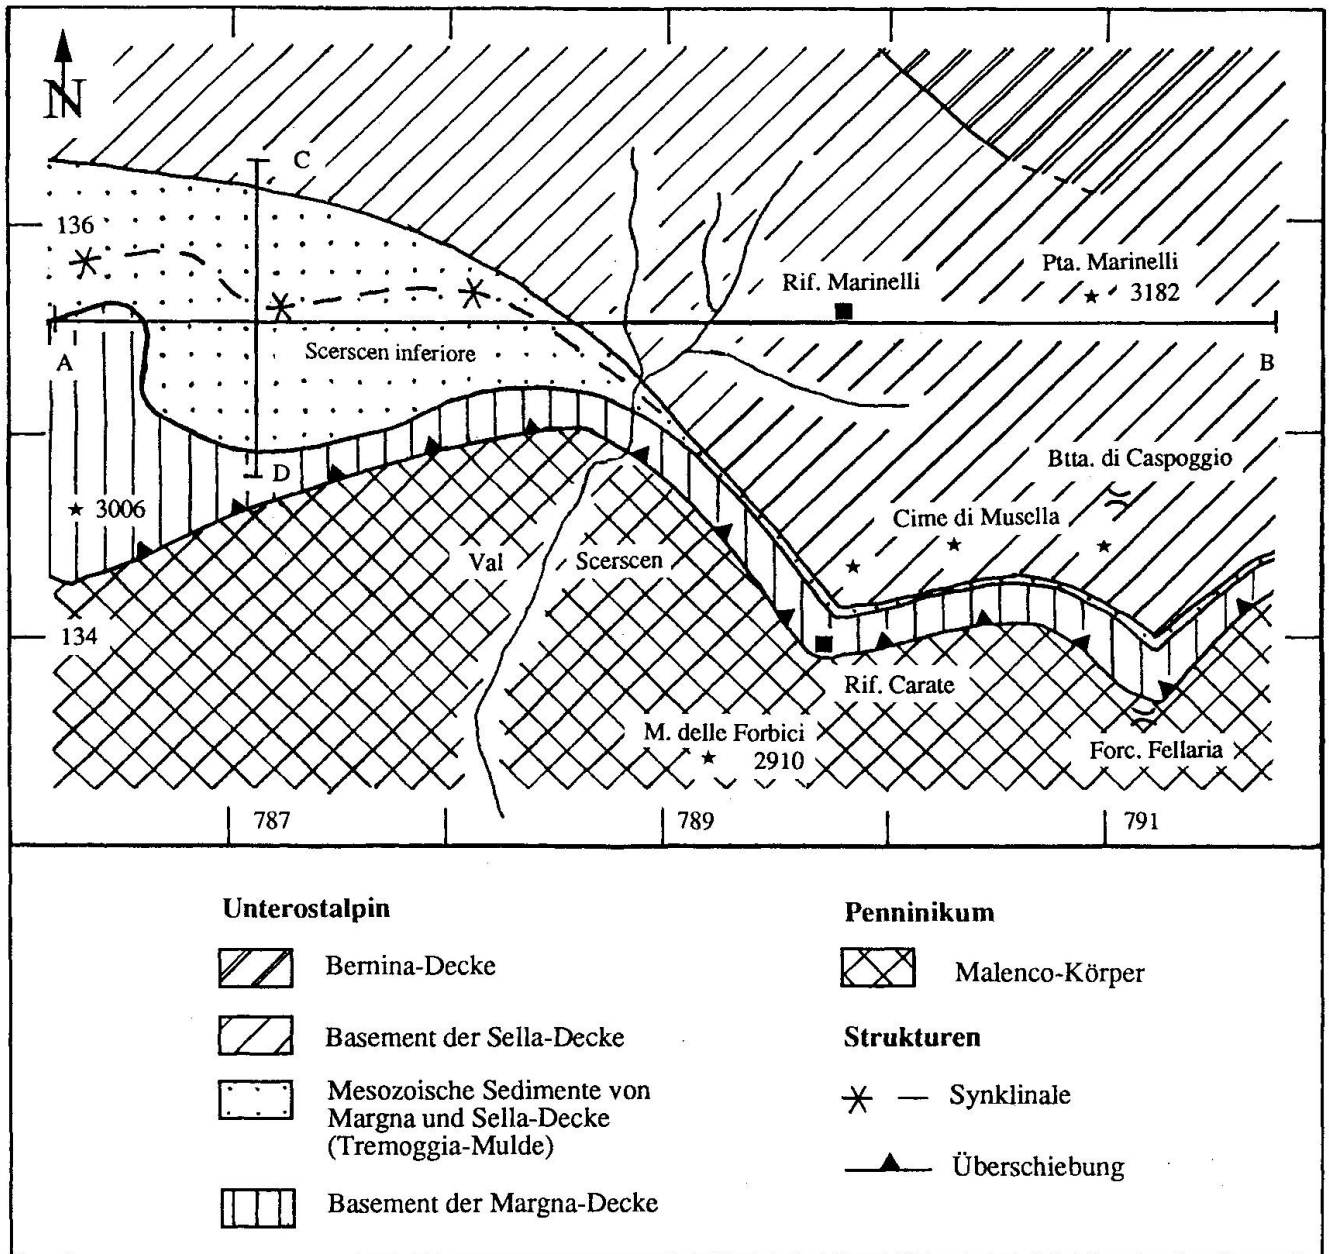 N
C
136
Pta. Marinelli
Rif. Marinelli
3182
Scerscen inferiore
A
B
Btta. di Caspoggio
D
3006
Cime di Musella
Val
Scerscen
134
Rif. Carate
M. delle Forbici
2910
Forc. Fellaria
787
789
791
Unterostalpin
Bernina-Decke
Basement der Sella-Decke
Mesozoische Sedimente von
Margna und Sella-Decke
(Tremoggia-Mulde)
Basement der Margna-Decke
Penninikum
Malenco-Körper
Strukturen
Synklinale
Überschiebung